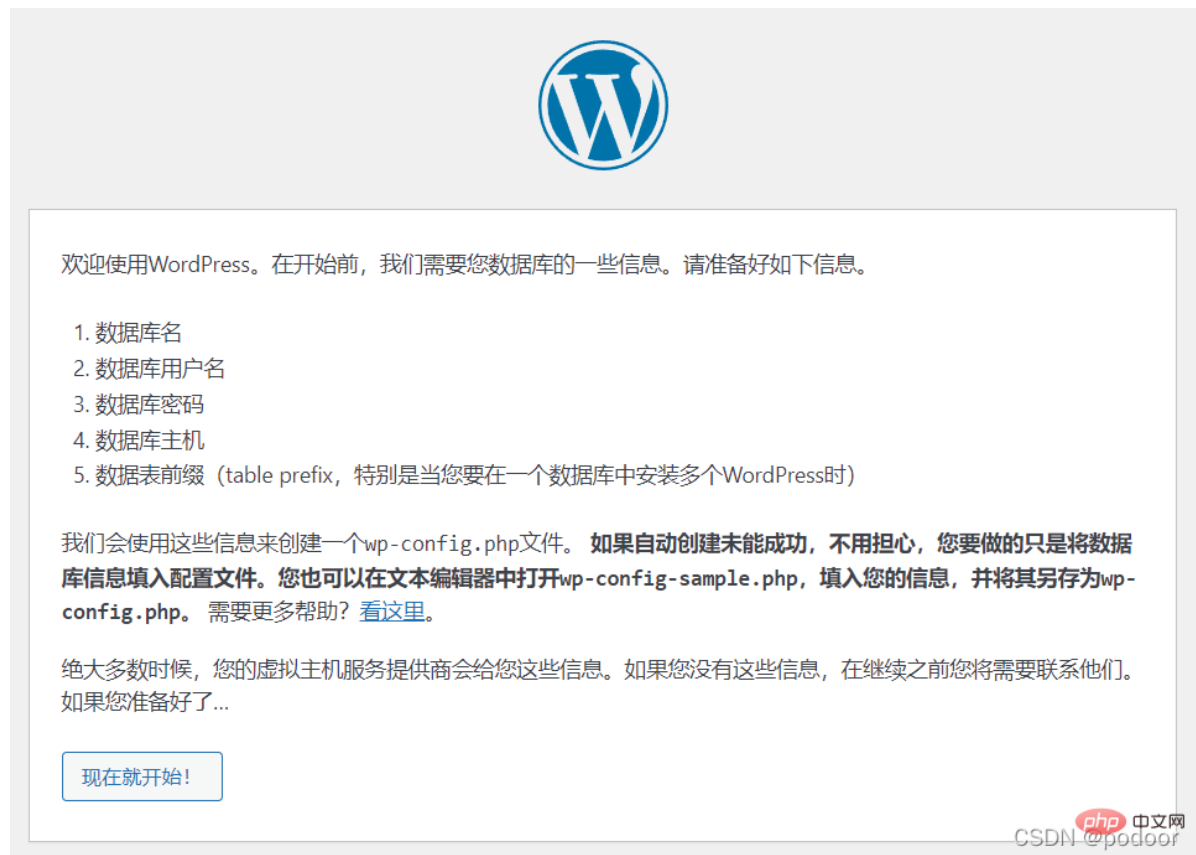 欢迎使用WordPress。在开始前，我们需要您数据库的一些信息。请准备好如下信息。
1. 数据库名
2. 数据库用户名
3. 数据库密码
4. 数据库主机
5. 数据表前缀（table prefix，特别是当您要在一个数据库中安装多个WordPress时）
我们会使用这些信息来创建一个wp-config.php文件。 如果自动创建未能成功，不用担心，您要做的只是将数据
库信息填入配置文件。您也可以在文本编辑器中打开wp-config-sample.php，填入您的信息，并将其另存为wp-
config.php。 需要更多帮助？看这里。
绝大多数时候，您的虚拟主机服务提供商会给您这些信息。如果您没有这些信息，在继续之前您将需要联系他们。
如果您准备好了...
现在就开始！
php 中文网
CSDN @podoor